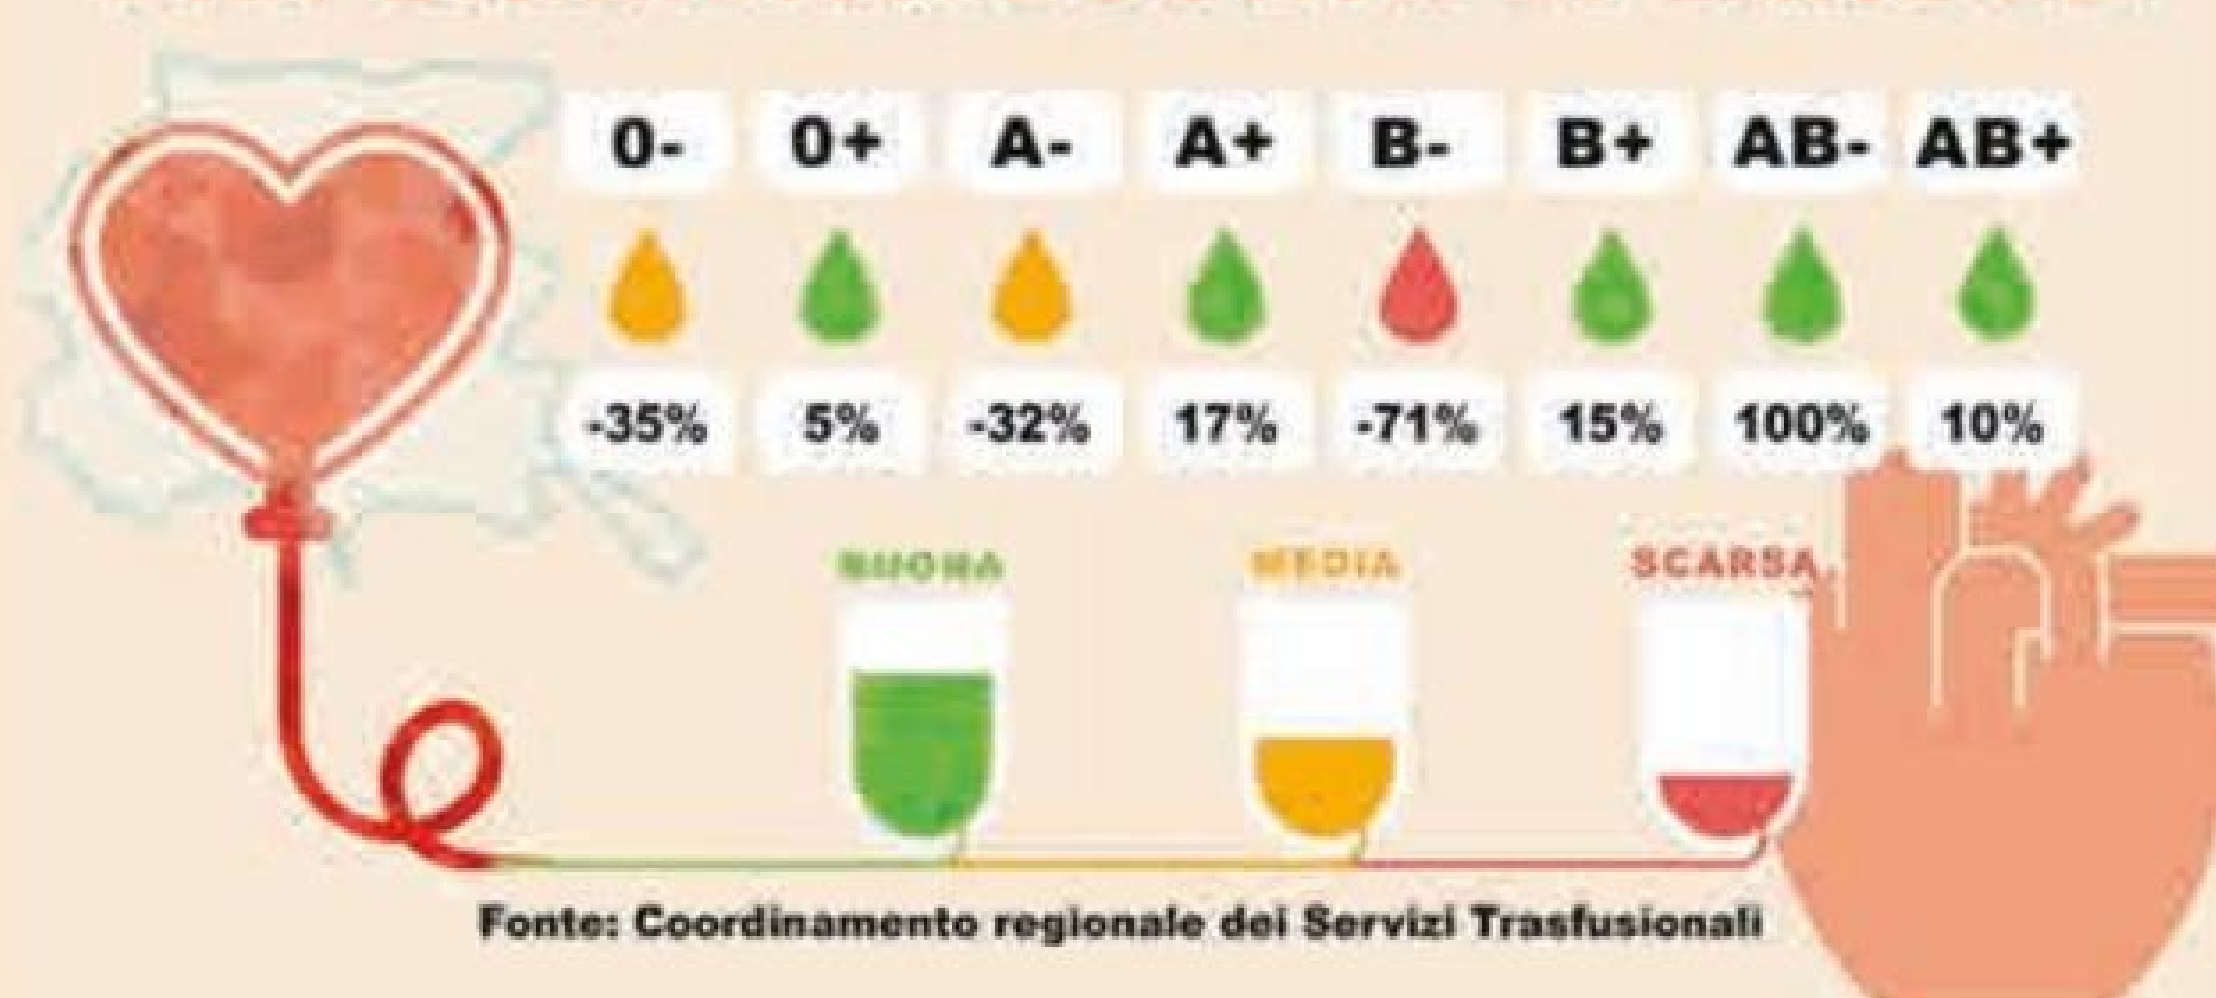 0- 0+ A- A+ B- B+ AB- AB+
-35% 5% -32% 17% -71% 15% 100% 10%
BUONA MEDIA SCARSA
Fonte: Coordinamento regionale dei Servizi Trasfusionali